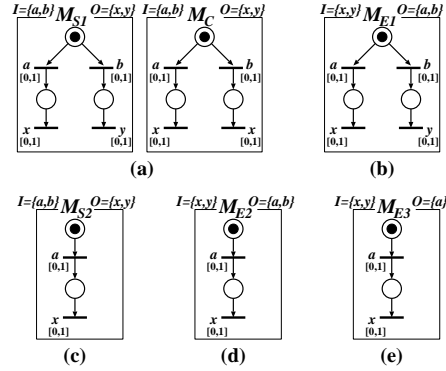 I={a,b} M_S1 O={x,y} M_C
a [0,1] b [0,1] a [0,1] b [0,1]
x [0,1] y [0,1] x [0,1] x [0,1]
(a)
I={x,y} M_E1 O={a,b}
a [0,1] b [0,1]
x [0,1] y [0,1]
(b)
I={a,b} M_S2 O={x,y}
a [0,1]
x [0,1]
(c)
I={x,y} M_E2 O={a,b}
a [0,1]
x [0,1]
(d)
I={x,y} M_E3 O={a}
a [0,1]
x [0,1]
(e)